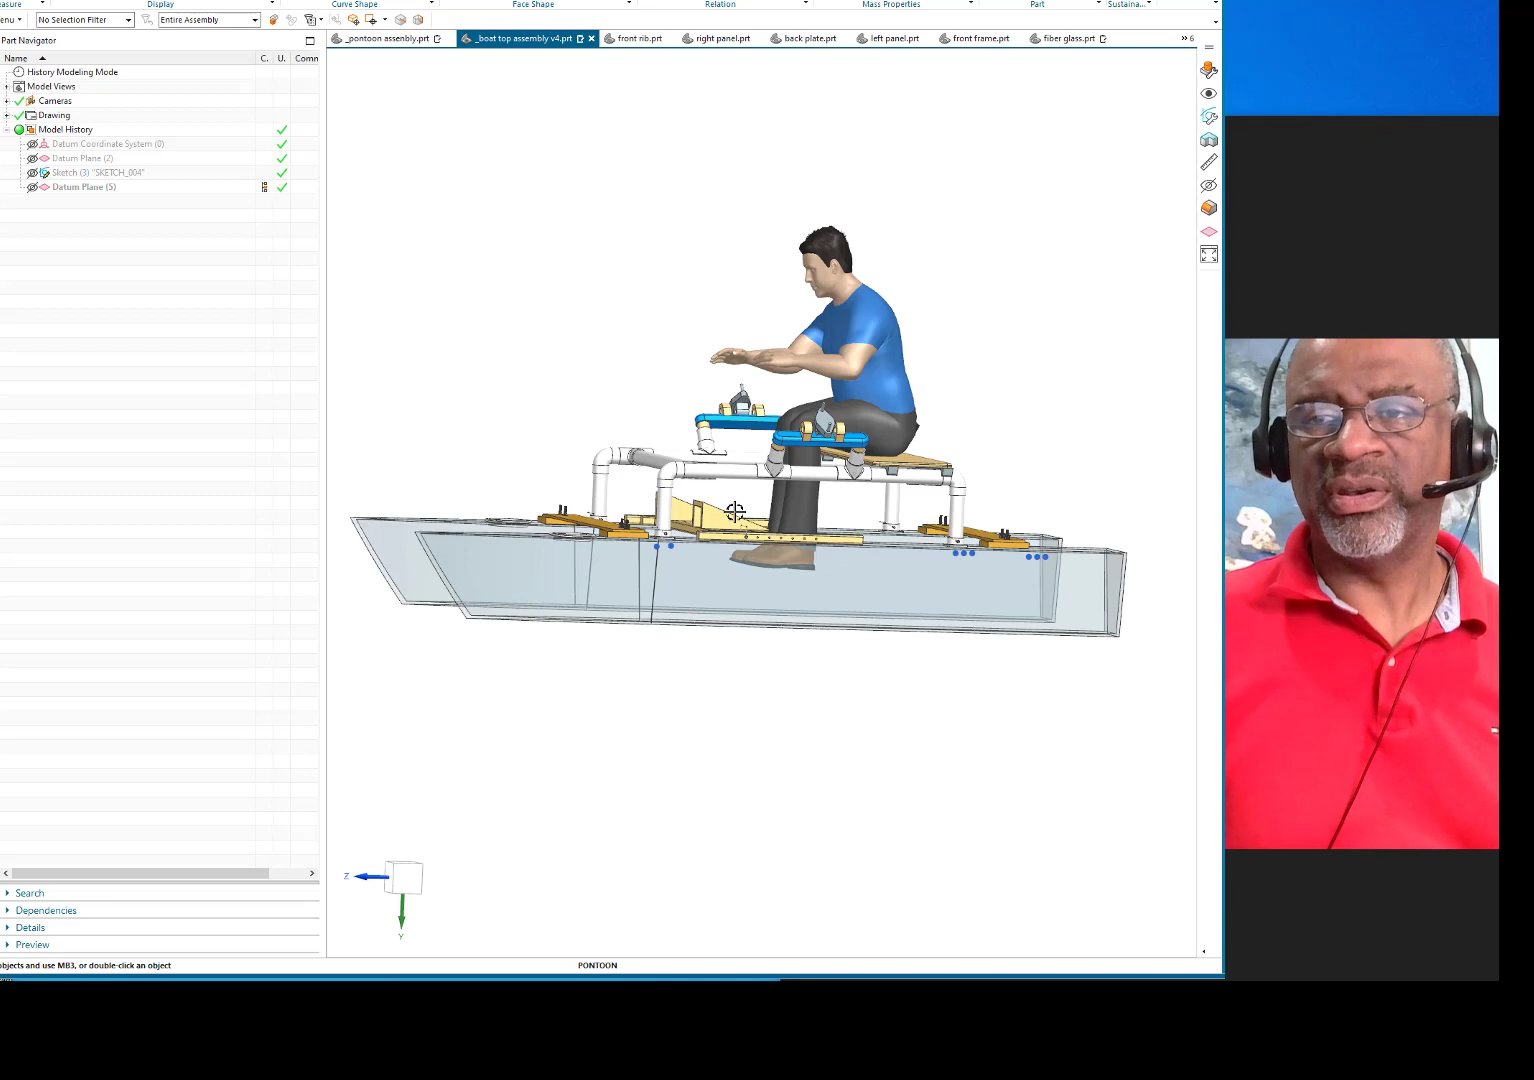 easure Display Curve Shape Face Shape Relation Mass Properties Part Sustaina...
enu No Selection Filter Entire Assembly
Part Navigator
_pontoon assenbly.prt _boat top assembly v4.prt front rib.prt right panel.prt back plate.prt left panel.prt front frame.prt fiber glass.prt 6
Name C. U. Comn
History Modeling Mode
Model Views
Cameras
Drawing
Model History
Datum Coordinate System (0)
Datum Plane (2)
Sketch (3) "SKETCH_004"
Datum Plane (5)
Z
Y
Search
Dependencies
Details
Preview
objects and use MB3, or double-click an object PONTOON